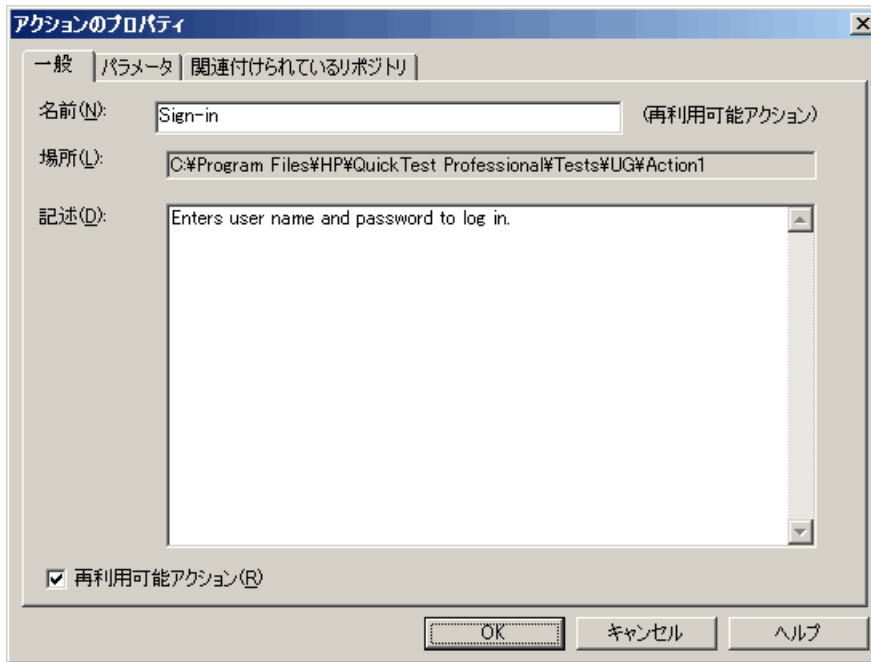 アクションのプロパティ
一般 パラメータ 関連付けられているリポジトリ
名前(N): Sign-in (再利用可能アクション)
場所(L): C:¥Program Files¥HP¥QuickTest Professional¥Tests¥UG¥Action1
記述(D): Enters user name and password to log in.
再利用可能アクション(R)
OK キャンセル ヘルプ